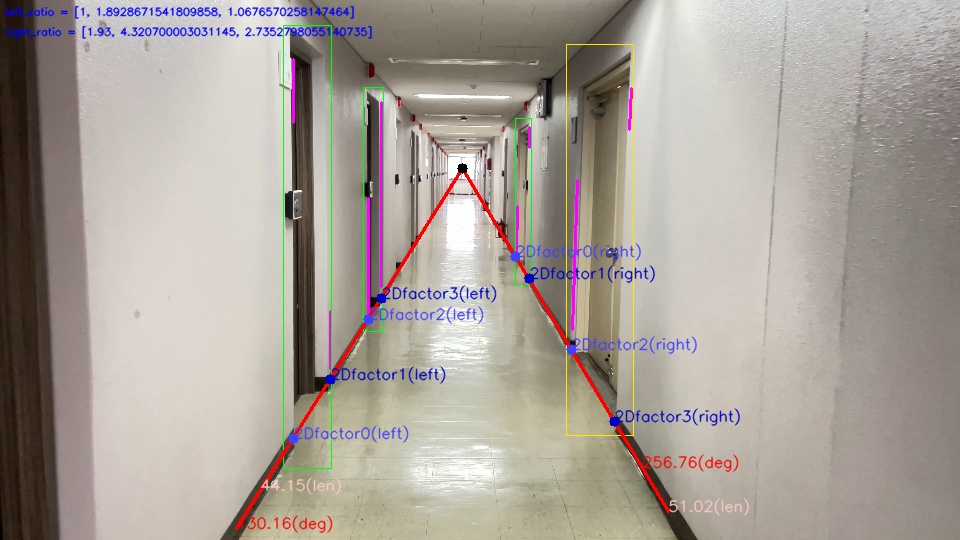 left_ratio = [1, 1.8928671541809858, 1.0676570258147464]
right_ratio = [1.93, 4.320700003031145, 2.7352798055140735]
2Dfactor0(right)
2Dfactor1(right)
2Dfactor3(left)
2Dfactor2(left)
2Dfactor2(right)
2Dfactor1(left)
2Dfactor3(right)
2Dfactor0(left)
256.76(deg)
44.15(len)
51.02(len)
130.16(deg)